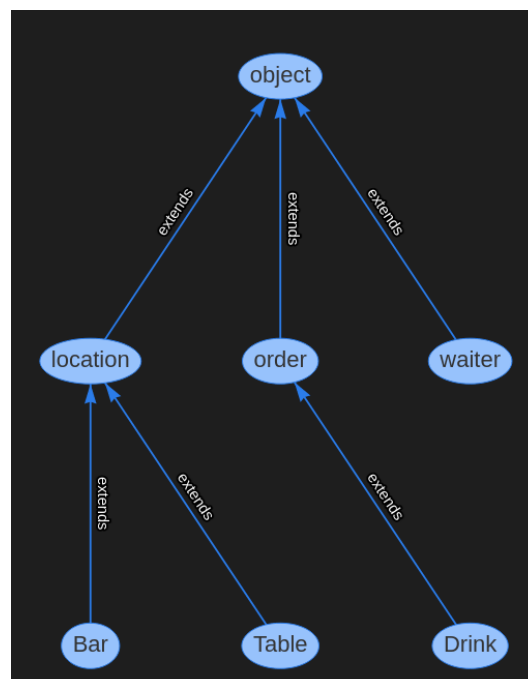 object
extends
extends
extends
location
order
waiter
extends
extends
extends
Bar
Table
Drink